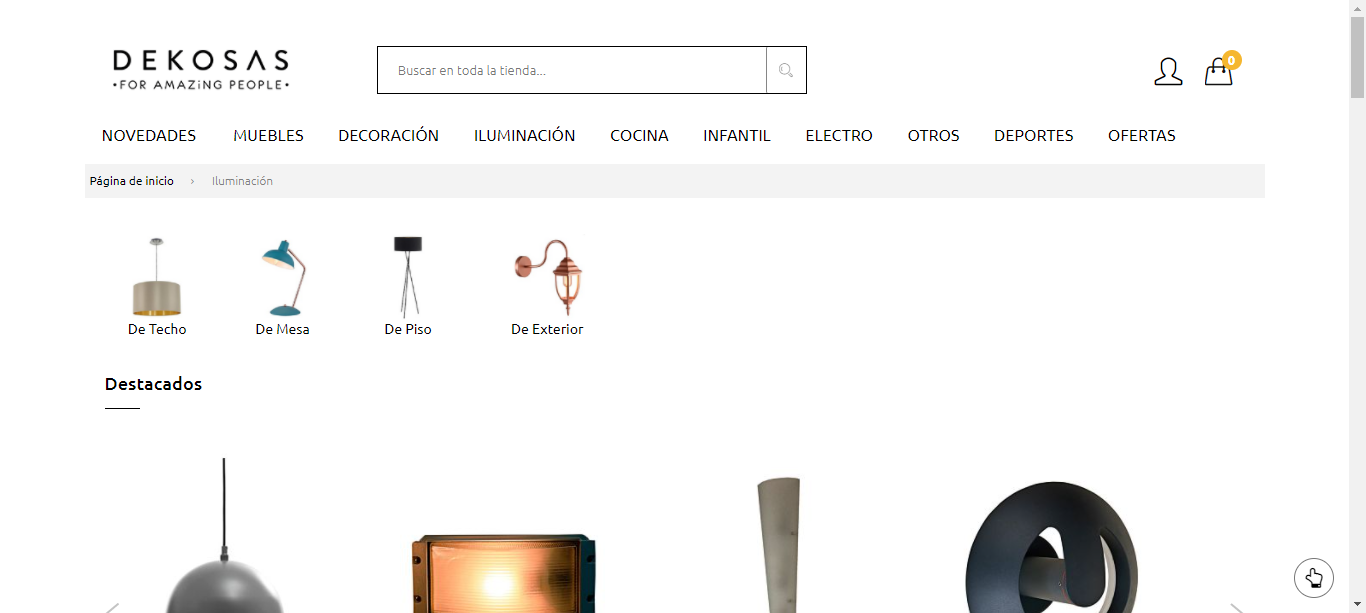 DEKOSAS
•FOR AMAZiNG PEOPLE•
Buscar en toda la tienda...
0
NOVEDADES MUEBLES DECORACIÓN ILUMINACIÓN COCINA INFANTIL ELECTRO OTROS DEPORTES OFERTAS
Página de inicio › Iluminación
De Techo De Mesa De Piso De Exterior
Destacados